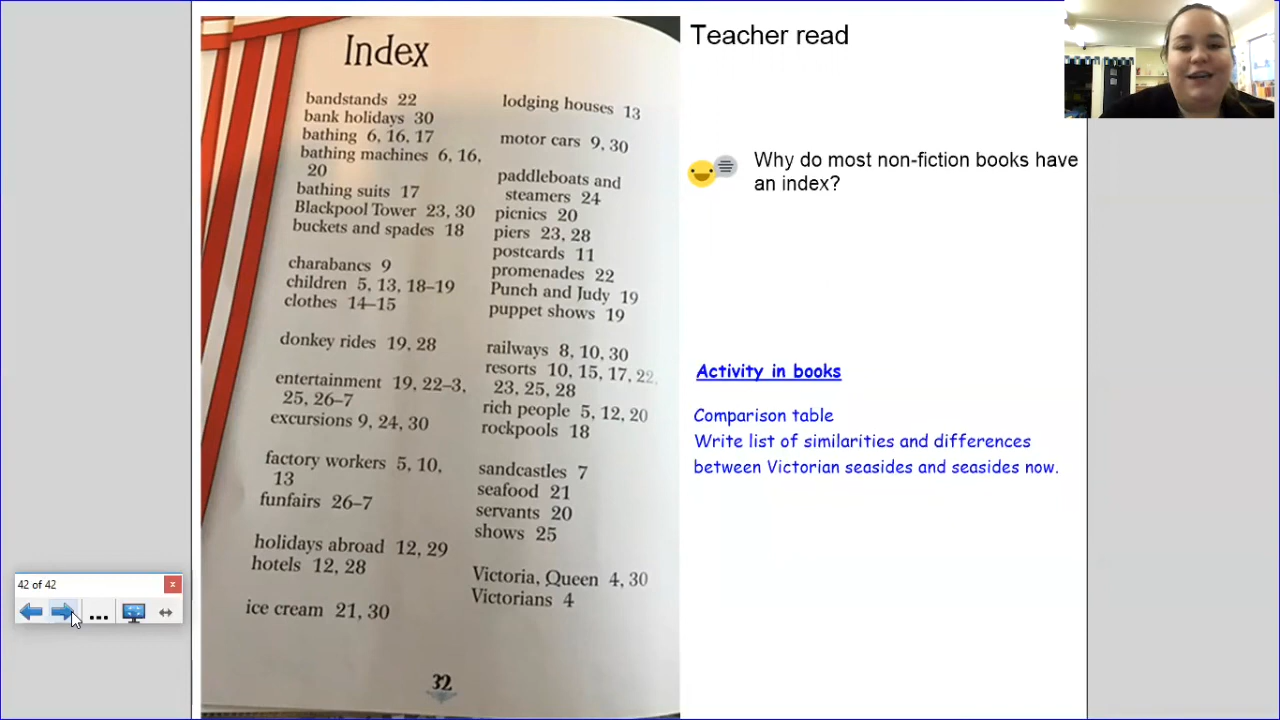 Index
bandstands 22
bank holidays 30
bathing 6, 16, 17
bathing machines 6, 16,
20
bathing suits 17
Blackpool Tower 23, 30
buckets and spades 18
charabancs 9
children 5, 13, 18–19
clothes 14–15
donkey rides 19, 28
entertainment 19, 22–3,
25, 26–7
excursions 9, 24, 30
factory workers 5, 10,
13
funfairs 26–7
holidays abroad 12, 29
hotels 12, 28
ice cream 21, 30
lodging houses 13
motor cars 9, 30
paddleboats and
steamers 24
picnics 20
piers 23, 28
postcards 11
promenades 22
Punch and Judy 19
puppet shows 19
railways 8, 10, 30
resorts 10, 15, 17, 22,
23, 25, 28
rich people 5, 12, 20
rockpools 18
sandcastles 7
seafood 21
servants 20
shows 25
Victoria, Queen 4, 30
Victorians 4
32
Teacher read
Why do most non-fiction books have
an index?
Activity in books
Comparison table
Write list of similarities and differences
between Victorian seasides and seasides now.
42 of 42